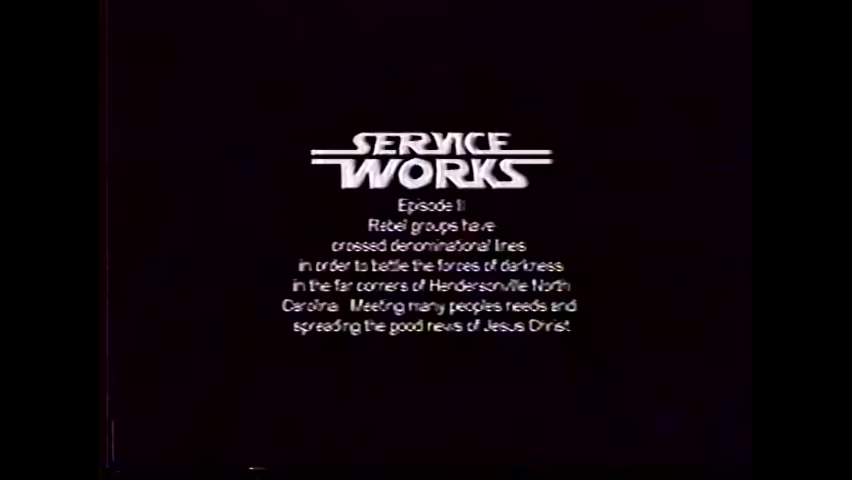 SERVICE
WORKS
Episode II
Rebel groups have
crossed denominational lines
in order to battle the forces of darkness
in the far corners of Hendersonville North
Carolina. Meeting many peoples needs and
spreading the good news of Jesus Christ.